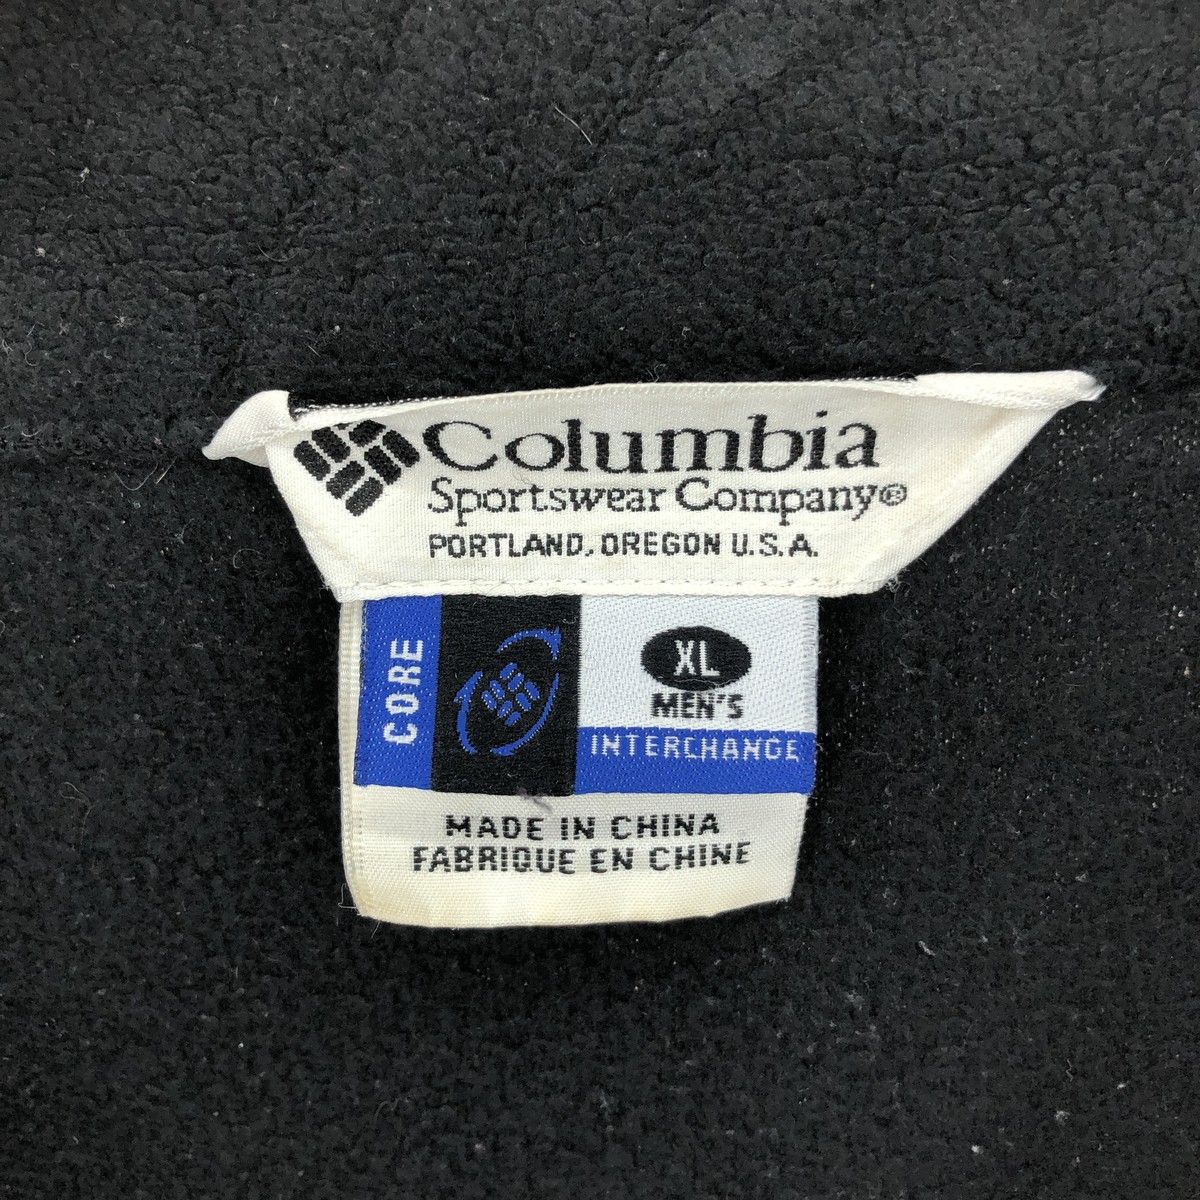 Columbia
Sportswear Company®
PORTLAND, OREGON U.S.A.
CORE
XL
MEN'S
INTERCHANGE
MADE IN CHINA
FABRIQUE EN CHINE